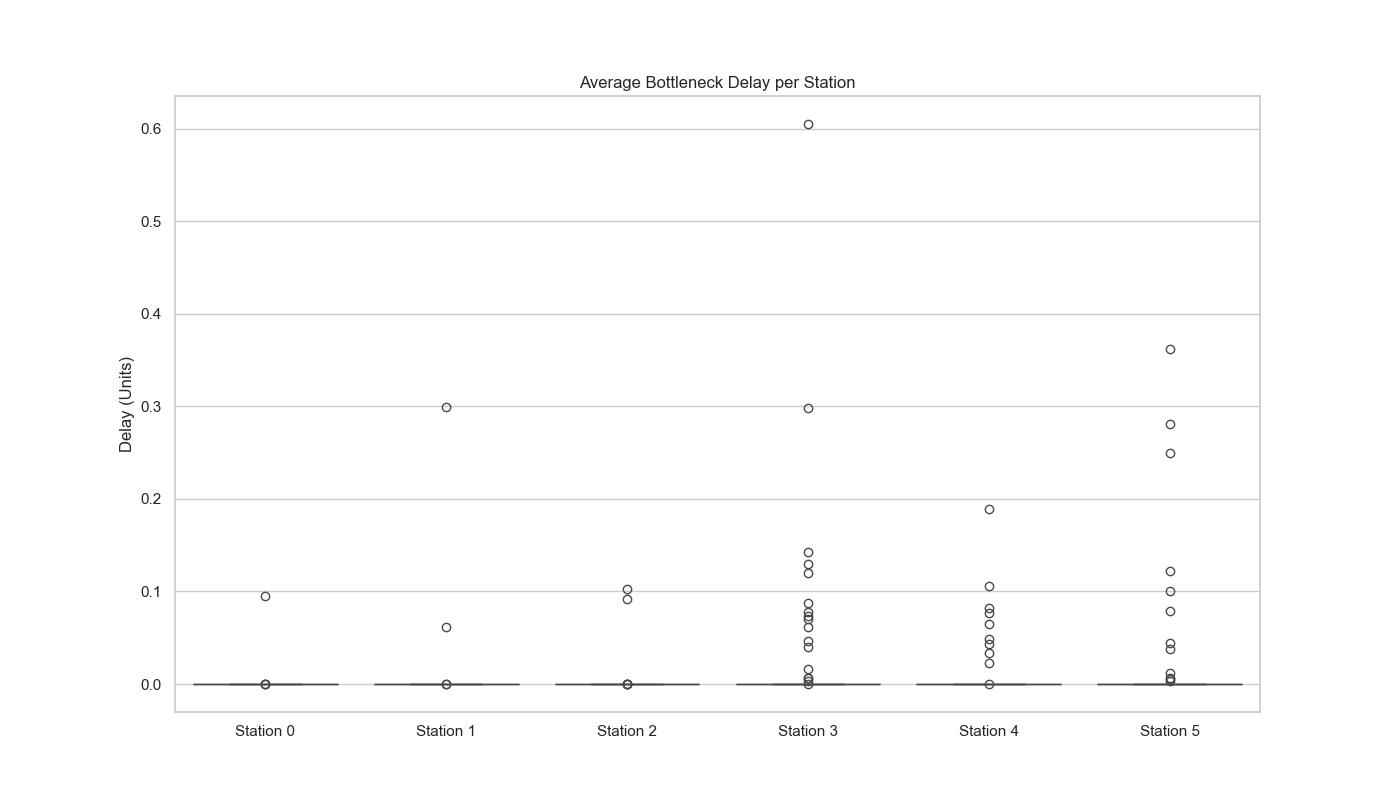 Average Bottleneck Delay per Station
Delay (Units)
0.6
0.5
0.4
0.3
0.2
0.1
0.0
Station 0
Station 1
Station 2
Station 3
Station 4
Station 5